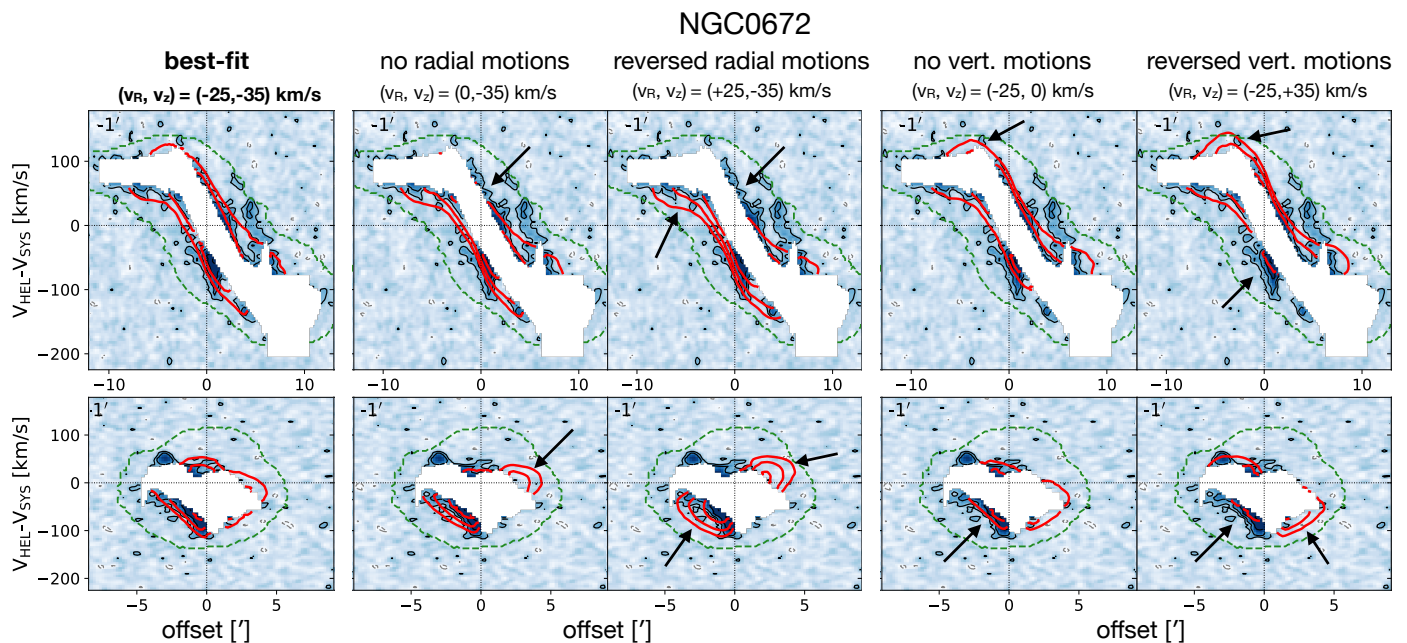 NGC0672
best-fit
no radial motions
reversed radial motions
no vert. motions
reversed vert. motions
(vR, vz) = (-25,-35) km/s
(vR, vz) = (0,-35) km/s
(vR, vz) = (+25,-35) km/s
(vR, vz) = (-25, 0) km/s
(vR, vz) = (-25,+35) km/s
-1′ -1′ -1′ -1′ -1′
100
0
−100
−200
VHEL-VSYS [km/s]
−10 0 10 −10 0 10 −10 0 10 −10 0 10 −10 0 10
-1′ -1′ -1′ -1′ -1′
100
0
−100
−200
VHEL-VSYS [km/s]
−5 0 5 −5 0 5 −5 0 5 −5 0 5 −5 0 5
offset [′] offset [′] offset [′]